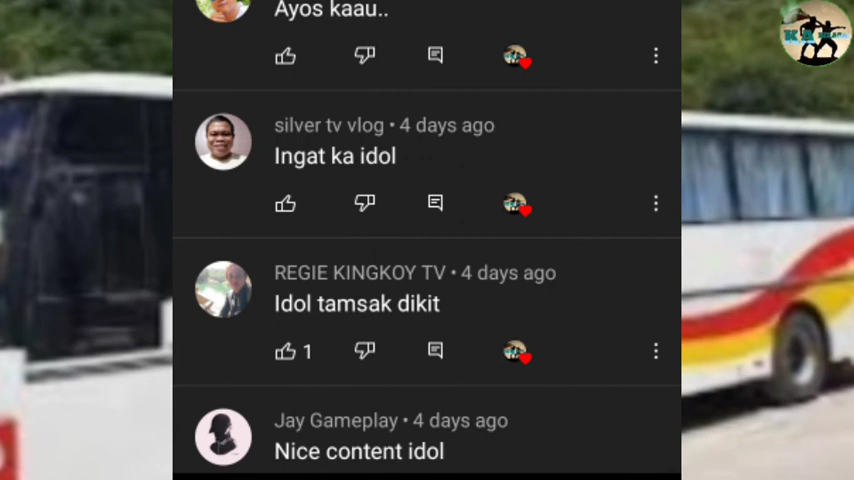 Ayos kaau..
silver tv vlog • 4 days ago
Ingat ka idol
REGIE KINGKOY TV • 4 days ago
Idol tamsak dikit
1
Jay Gameplay • 4 days ago
Nice content idol